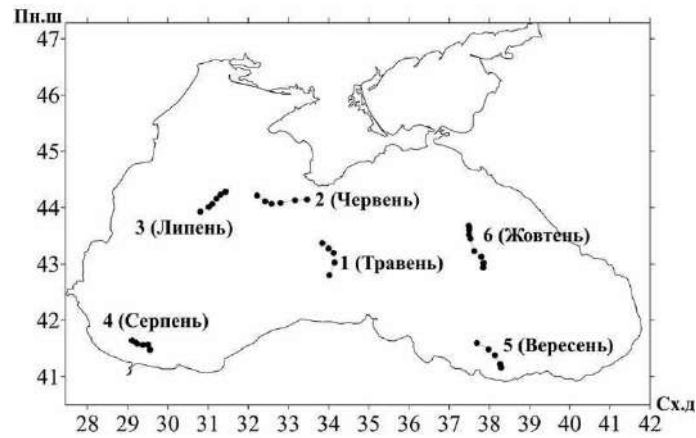 Пн.ш
47
46
45
44
43
42
41
2 (Червень)
3 (Липень)
6 (Жовтень)
1 (Травень)
4 (Серпень)
5 (Вересень)
28 29 30 31 32 33 34 35 36 37 38 39 40 41 42
Сх.д